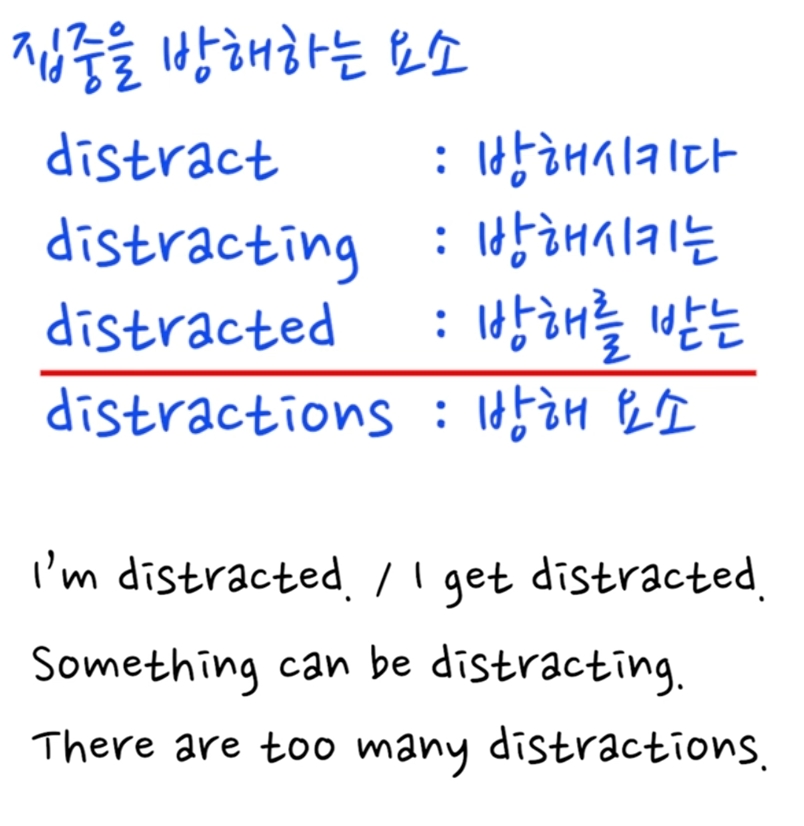 집중을 방해하는 요소
distract : 방해시키다
distracting : 방해시키는
distracted : 방해를 받는
distractions : 방해 요소
I'm distracted. / I get distracted.
Something can be distracting.
There are too many distractions.